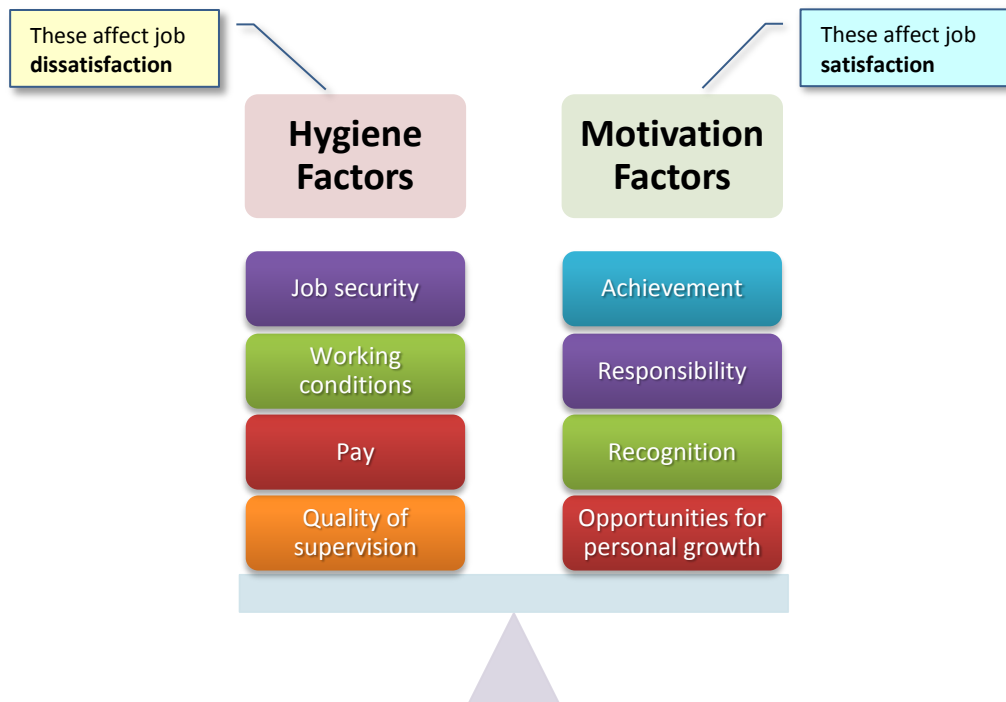 These affect job
dissatisfaction
These affect job
satisfaction
Hygiene
Factors
Motivation
Factors
Job security
Working
conditions
Pay
Quality of
supervision
Achievement
Responsibility
Recognition
Opportunities for
personal growth